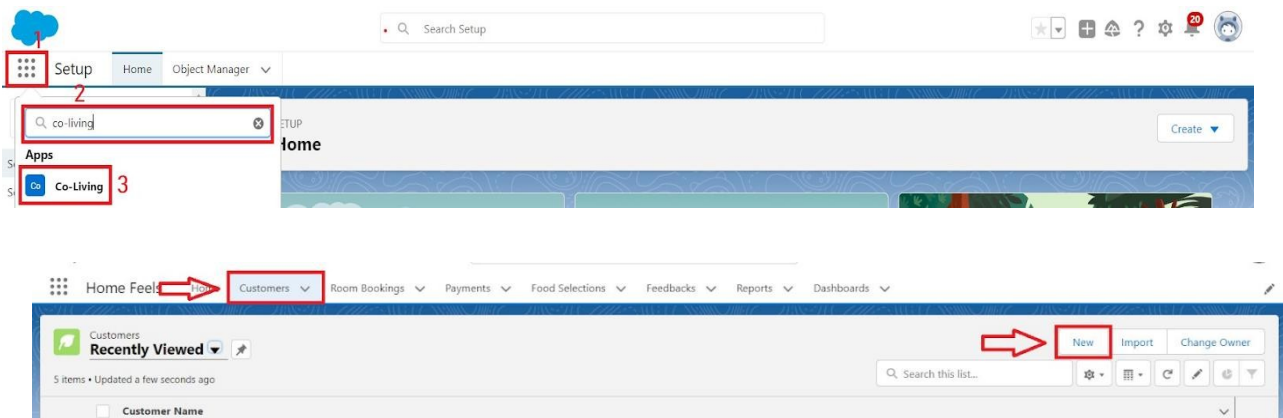 1
Search Setup
20
Setup Home Object Manager
2
co-living
SETUP
Home
Create
Apps
Co Co-Living 3
Home Feels Home Customers Room Bookings Payments Food Selections Feedbacks Reports Dashboards
Customers
Recently Viewed
New Import Change Owner
5 items • Updated a few seconds ago
Search this list...
Customer Name